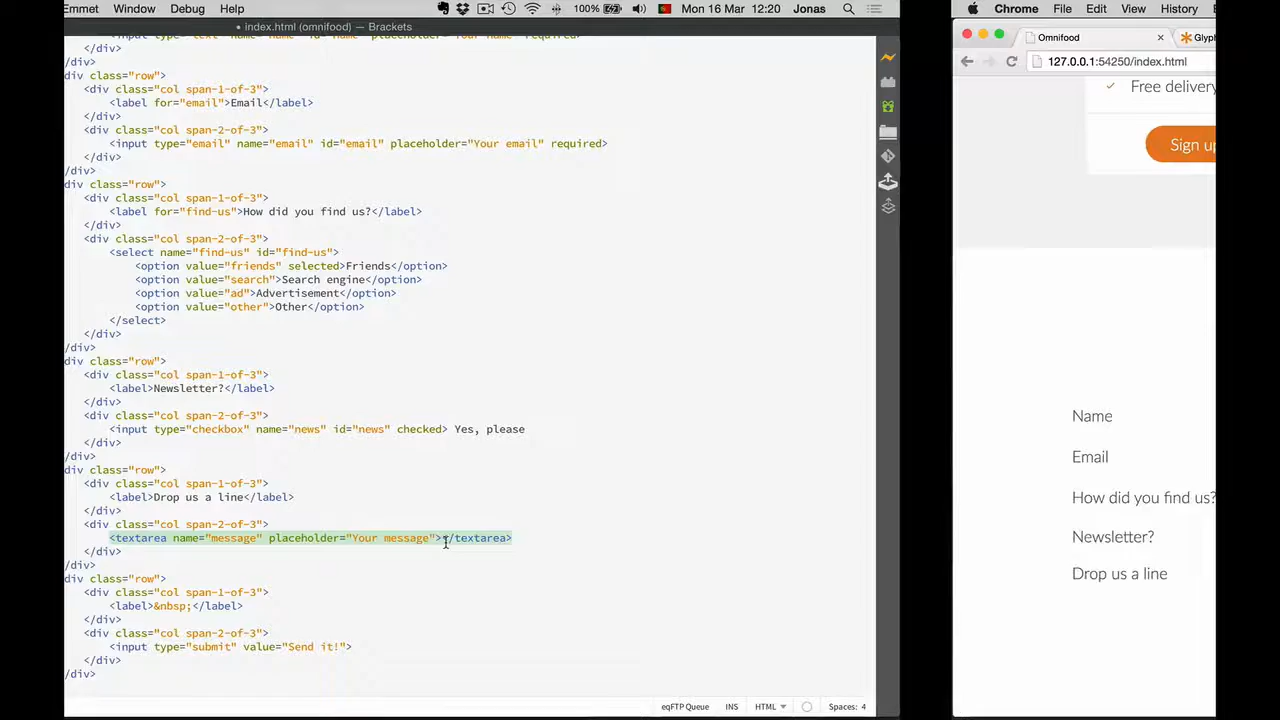 Emmet Window Debug Help 100% Mon 16 Mar 12:20 Jonas
Chrome File Edit View History
• index.html (omnifood) — Brackets
Omnifood
127.0.0.1:54250/index.html
<input type="text" name="name" id="name" placeholder="Your name" required>
</div>
/div>
div class="row">
<div class="col span-1-of-3">
<label for="email">Email</label>
</div>
<div class="col span-2-of-3">
<input type="email" name="email" id="email" placeholder="Your email" required>
</div>
/div>
div class="row">
<div class="col span-1-of-3">
<label for="find-us">How did you find us?</label>
</div>
<div class="col span-2-of-3">
<select name="find-us" id="find-us">
<option value="friends" selected>Friends</option>
<option value="search">Search engine</option>
<option value="ad">Advertisement</option>
<option value="other">Other</option>
</select>
</div>
/div>
div class="row">
<div class="col span-1-of-3">
<label>Newsletter?</label>
</div>
<div class="col span-2-of-3">
<input type="checkbox" name="news" id="news" checked> Yes, please
</div>
/div>
div class="row">
<div class="col span-1-of-3">
<label>Drop us a line</label>
</div>
<div class="col span-2-of-3">
<textarea name="message" placeholder="Your message"></textarea>
</div>
/div>
div class="row">
<div class="col span-1-of-3">
<label>&nbsp;</label>
</div>
<div class="col span-2-of-3">
<input type="submit" value="Send it!">
</div>
/div>
eqFTP Queue INS HTML Spaces: 4
Free delivery
Sign up
Name
Email
How did you find us?
Newsletter?
Drop us a line